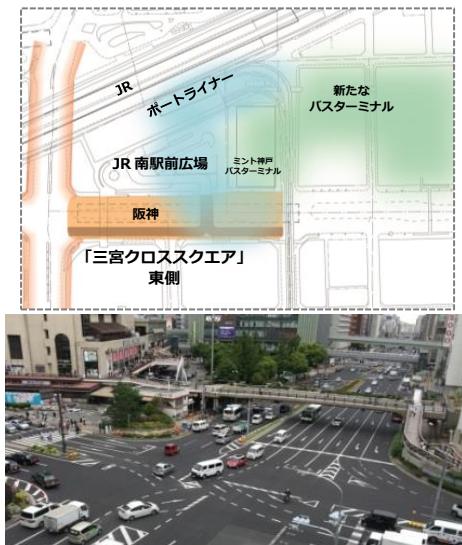 JR
ポートライナー
新たな
バスターミナル
JR 南駅前広場
ミント神戸
バスターミナル
阪神
「三宮クロススクエア」
東側